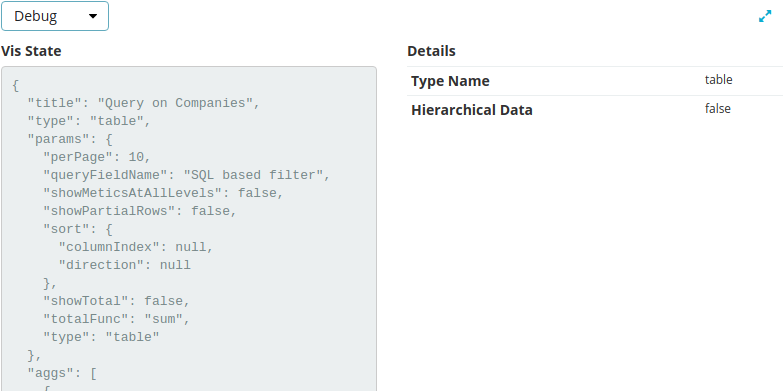 Debug
Vis State
{
  "title": "Query on Companies",
  "type": "table",
  "params": {
    "perPage": 10,
    "queryFieldName": "SQL based filter",
    "showMeticsAtAllLevels": false,
    "showPartialRows": false,
    "sort": {
      "columnIndex": null,
      "direction": null
    },
    "showTotal": false,
    "totalFunc": "sum",
    "type": "table"
  },
  "aggs": [
    {
Details
Type Name table
Hierarchical Data false